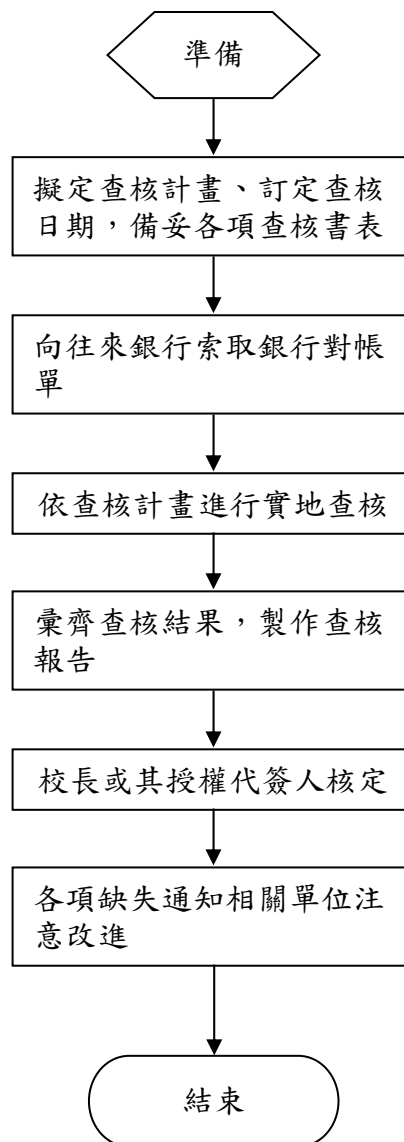 準備
擬定查核計畫、訂定查核
日期，備妥各項查核書表
向往來銀行索取銀行對帳
單
依查核計畫進行實地查核
彙齊查核結果，製作查核
報告
校長或其授權代簽人核定
各項缺失通知相關單位注
意改進
結束